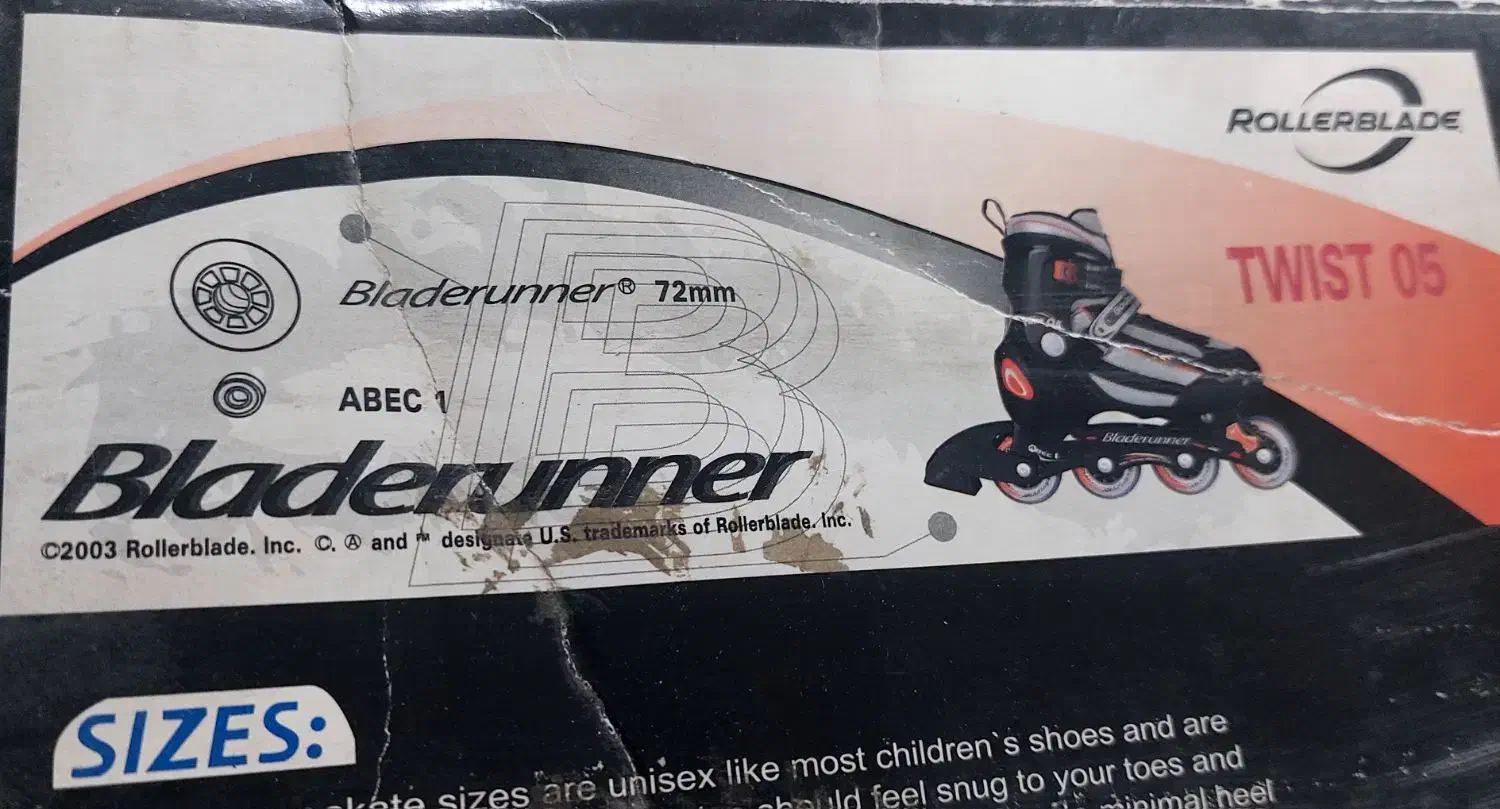 ROLLERBLADE
TWIST 05
Bladerunner® 72mm
ABEC 1
Bladerunner
Bladerunner
©2003 Rollerblade. Inc. ©. Ⓐ and ™ designate U.S. trademarks of Rollerblade. Inc.
SIZES:
skate sizes are unisex like most children`s shoes and are
should feel snug to your toes and
minimal heel